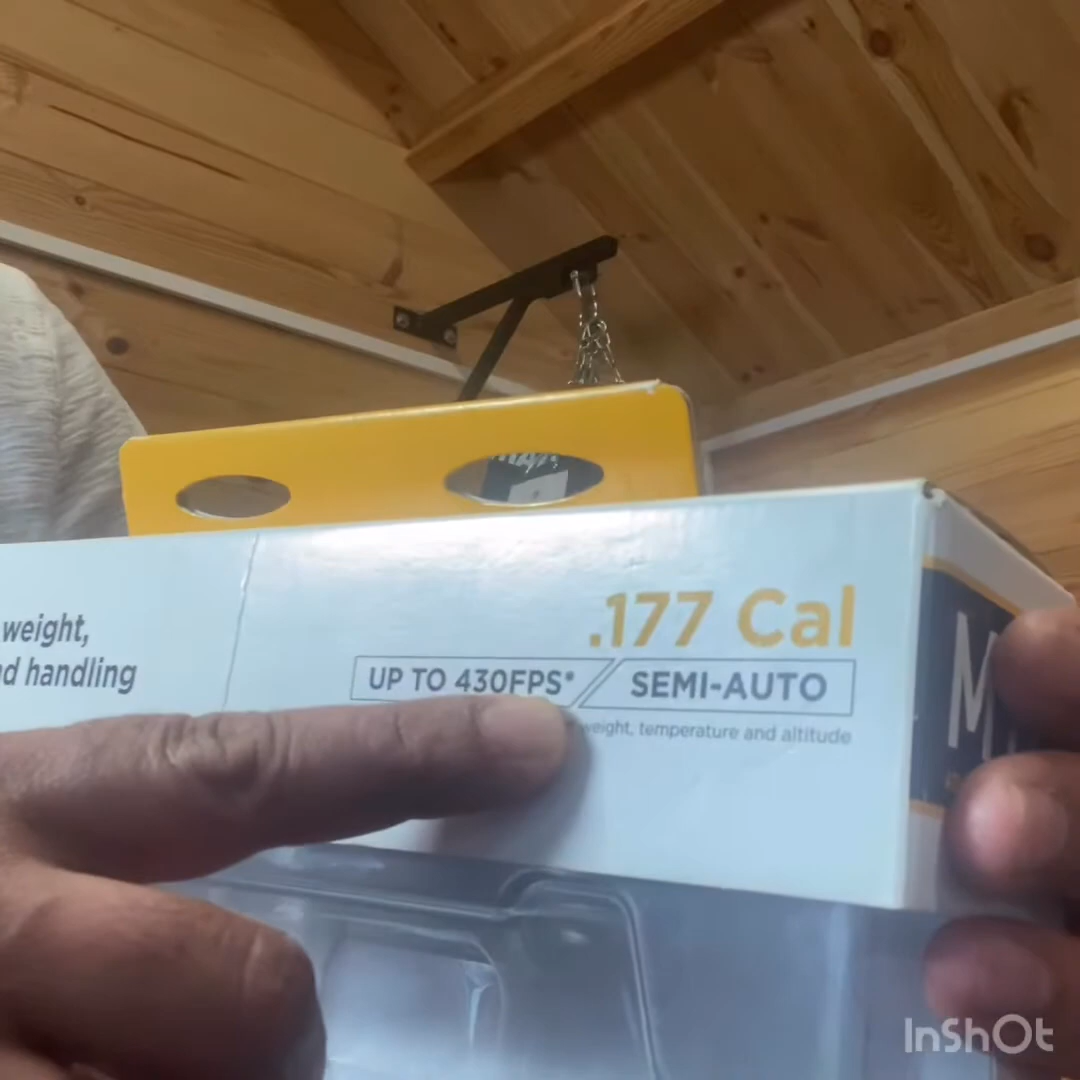 weight,
d handling
.177 Cal
UP TO 430FPS*
SEMI-AUTO
weight, temperature and altitude
M
InShOt